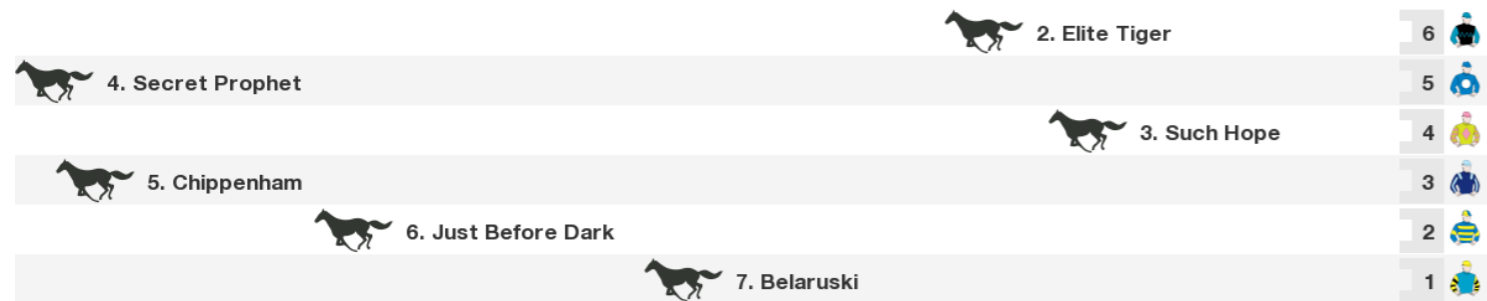 2. Elite Tiger 6
4. Secret Prophet 5
3. Such Hope 4
5. Chippenham 3
6. Just Before Dark 2
7. Belaruski 1